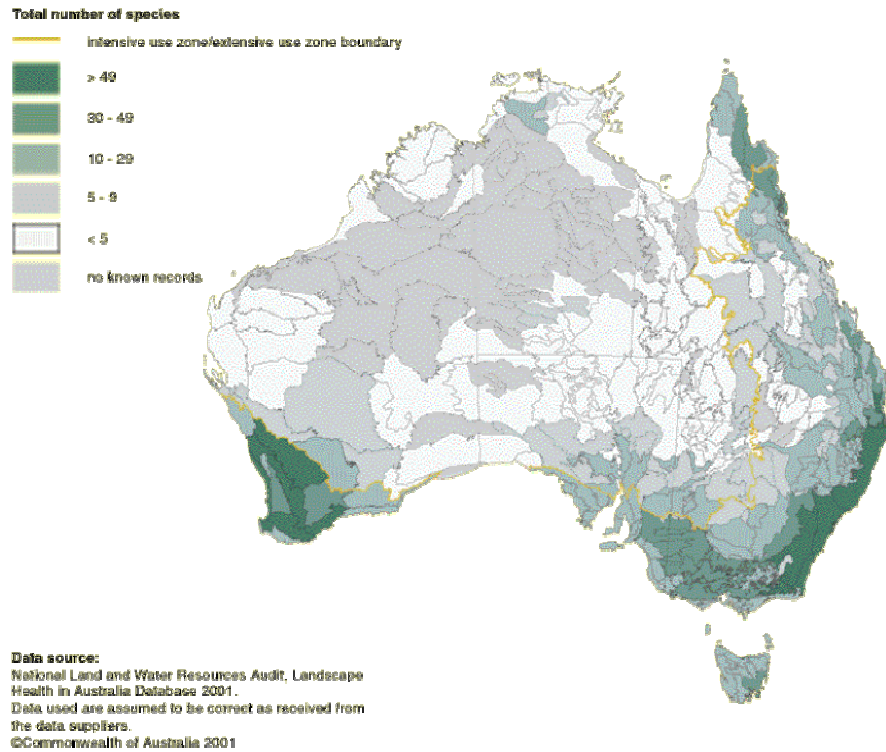 Total number of species
intensive use zone/extensive use zone boundary
> 49
30 - 49
10 - 29
5 - 9
< 5
no known records
Data source:
National Land and Water Resources Audit, Landscape
Health in Australia Database 2001.
Data used are assumed to be correct as received from
the data suppliers.
©Commonwealth of Australia 2001